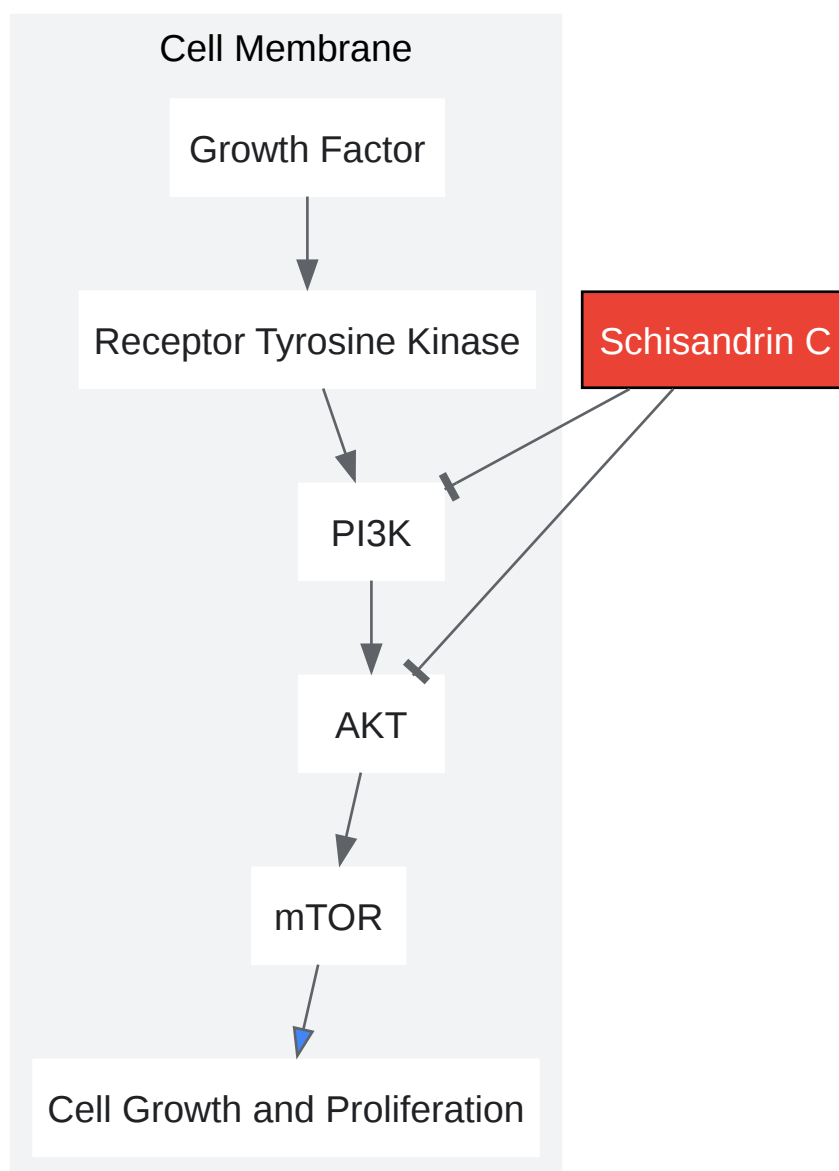 Cell Membrane
Growth Factor
Receptor Tyrosine Kinase
Schisandrin C
PI3K
AKT
mTOR
Cell Growth and Proliferation